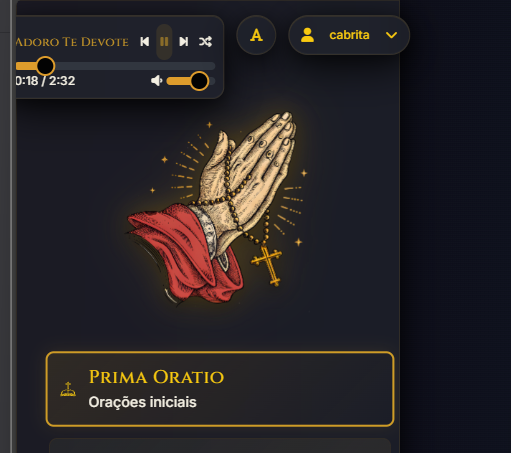 Adoro Te Devote
A
cabrita
0:18 / 2:32
Prima Oratio
Orações iniciais